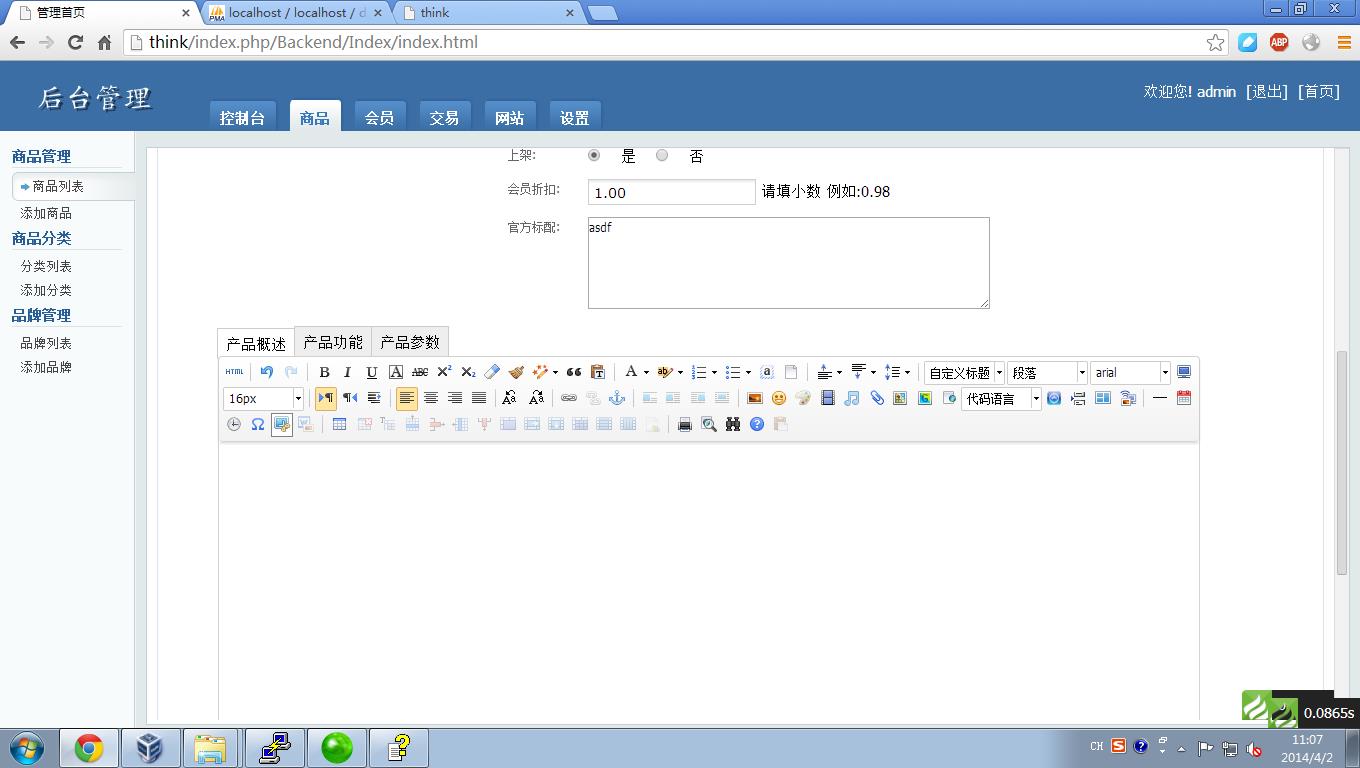 管理首页
localhost / localhost / d
think
think/index.php/Backend/Index/index.html
ABP
后台管理
控制台 商品 会员 交易 网站 设置
欢迎您! admin [退出] [首页]
商品管理
商品列表
添加商品
商品分类
分类列表
添加分类
品牌管理
品牌列表
添加品牌
上架: 是 否
会员折扣: 1.00 请填小数 例如:0.98
官方标配: asdf
产品概述 产品功能 产品参数
HTML B I U A ABC X² X₂ A 自定义标题 段落 arial
16px 代码语言
0.0865s
CH
11:07
2014/4/2